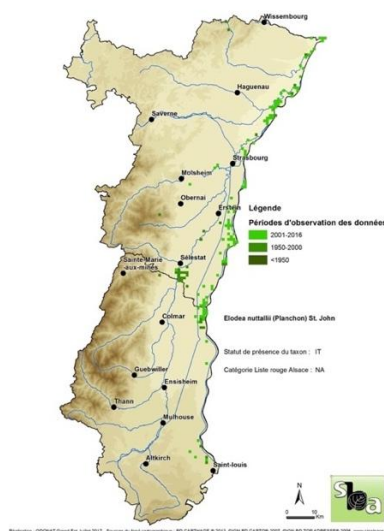 Wissembourg
Haguenau
Saverne
Strasbourg
Molsheim
Obernai
Erstein
Légende
Périodes d'observation des données
2001-2016
1950-2000
<1950
Sélestat
Sainte-Marie
aux-mines
Elodea nuttallii (Planchon) St. John
Colmar
Statut de présence du taxon : IT
Catégorie Liste rouge Alsace : NA
Guebwiller
Ensisheim
Thann
Mulhouse
Altkirch
Saint-louis
N
0 10
Km
sba